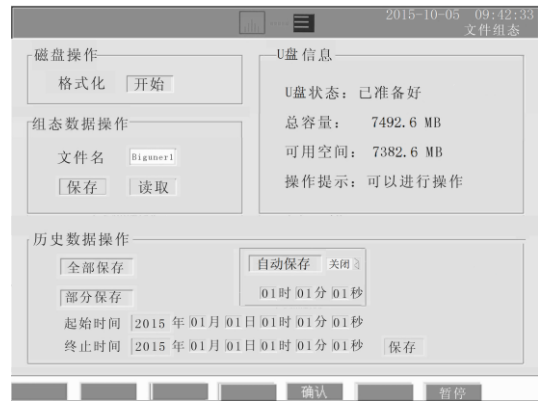 2015-10-05 09:42:33
文件组态
磁盘操作
格式化 开始
U盘信息
U盘状态：已准备好
总容量： 7492.6 MB
可用空间：7382.6 MB
操作提示：可以进行操作
组态数据操作
文件名 Biguner1
保存 读取
历史数据操作
全部保存
自动保存 关闭
01时 01分 01秒
部分保存
起始时间 2015 年 01月 01日 01时 01分 01秒
终止时间 2015 年 01月 01日 01时 01分 01秒 保存
确认 暂停